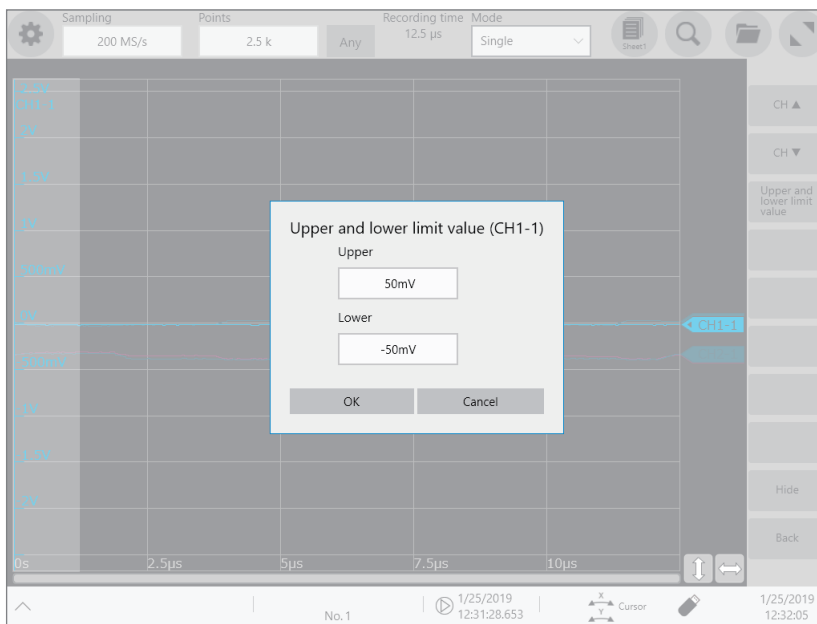 Sampling
Points
Recording time
Mode
200 MS/s
2.5 k
Any
12.5 μs
Single
Sheet1
CH ▲
CH ▼
Upper and
lower limit
value
Upper and lower limit value (CH1-1)
Upper
50mV
Lower
-50mV
OK
Cancel
CH1-1
Hide
Back
0s
2.5μs
5μs
7.5μs
10μs
No. 1
1/25/2019
12:31:28.653
X
Y
Cursor
1/25/2019
12:32:05